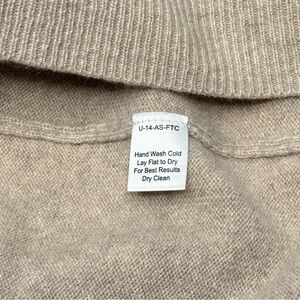 U-14-AS-FTC
Hand Wash Cold
Lay Flat to Dry
For Best Results
Dry Clean